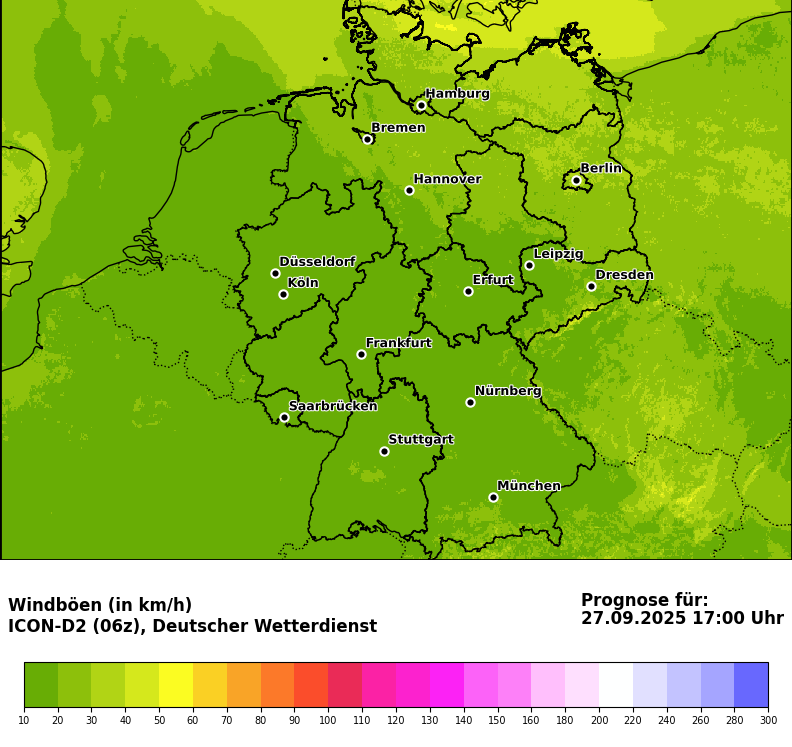 Hamburg
Bremen
Berlin
Hannover
Leipzig
Düsseldorf
Dresden
Köln
Erfurt
Frankfurt
Nürnberg
Saarbrücken
Stuttgart
München
Windböen (in km/h)
ICON-D2 (06z), Deutscher Wetterdienst
Prognose für:
27.09.2025 17:00 Uhr
10 20 30 40 50 60 70 80 90 100 110 120 130 140 150 160 180 200 220 240 260 280 300